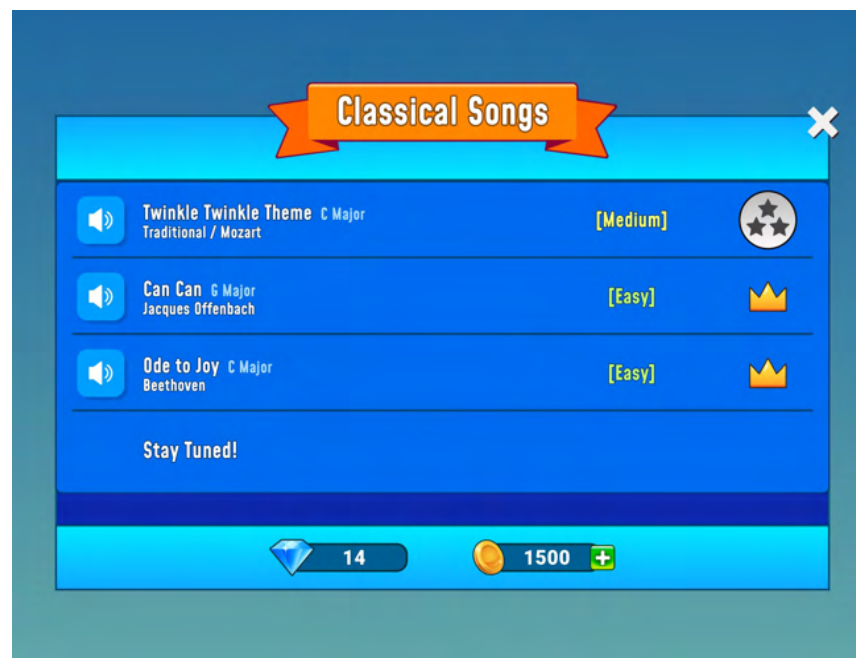 Classical Songs
Twinkle Twinkle Theme C Major
Traditional / Mozart
[Medium]
Can Can G Major
Jacques Offenbach
[Easy]
Ode to Joy C Major
Beethoven
[Easy]
Stay Tuned!
14
1500